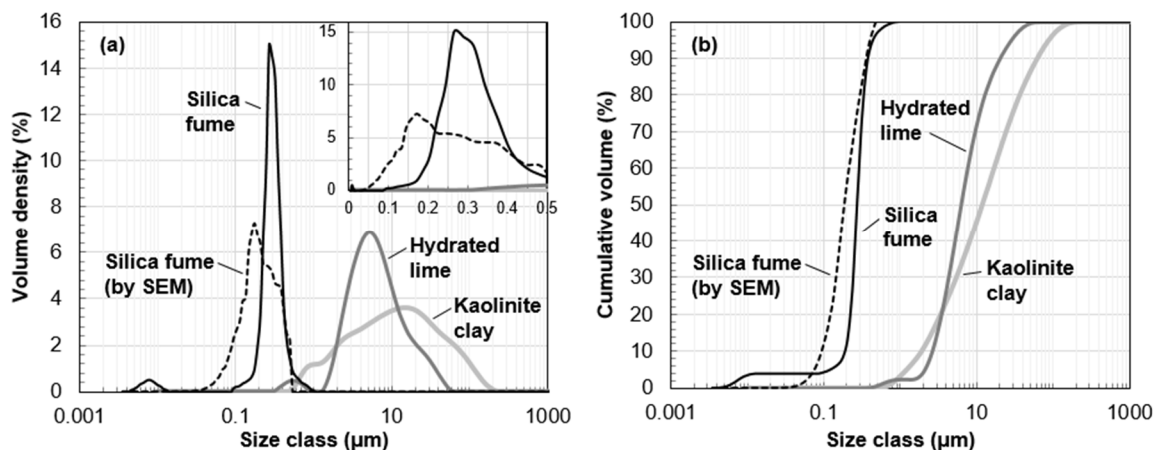 (a)
Volume density (%)
16
14
12
10
8
6
4
2
0
0.001
0.1
10
1000
Size class (µm)
Silica
fume
Silica fume
(by SEM)
Hydrated
lime
Kaolinite
clay
15
10
5
0
0
0.1
0.2
0.3
0.4
0.5
(b)
Cumulative volume (%)
100
90
80
70
60
50
40
30
20
10
0
0.001
0.1
10
1000
Size class (µm)
Hydrated
lime
Silica
fume
Silica fume
(by SEM)
Kaolinite
clay